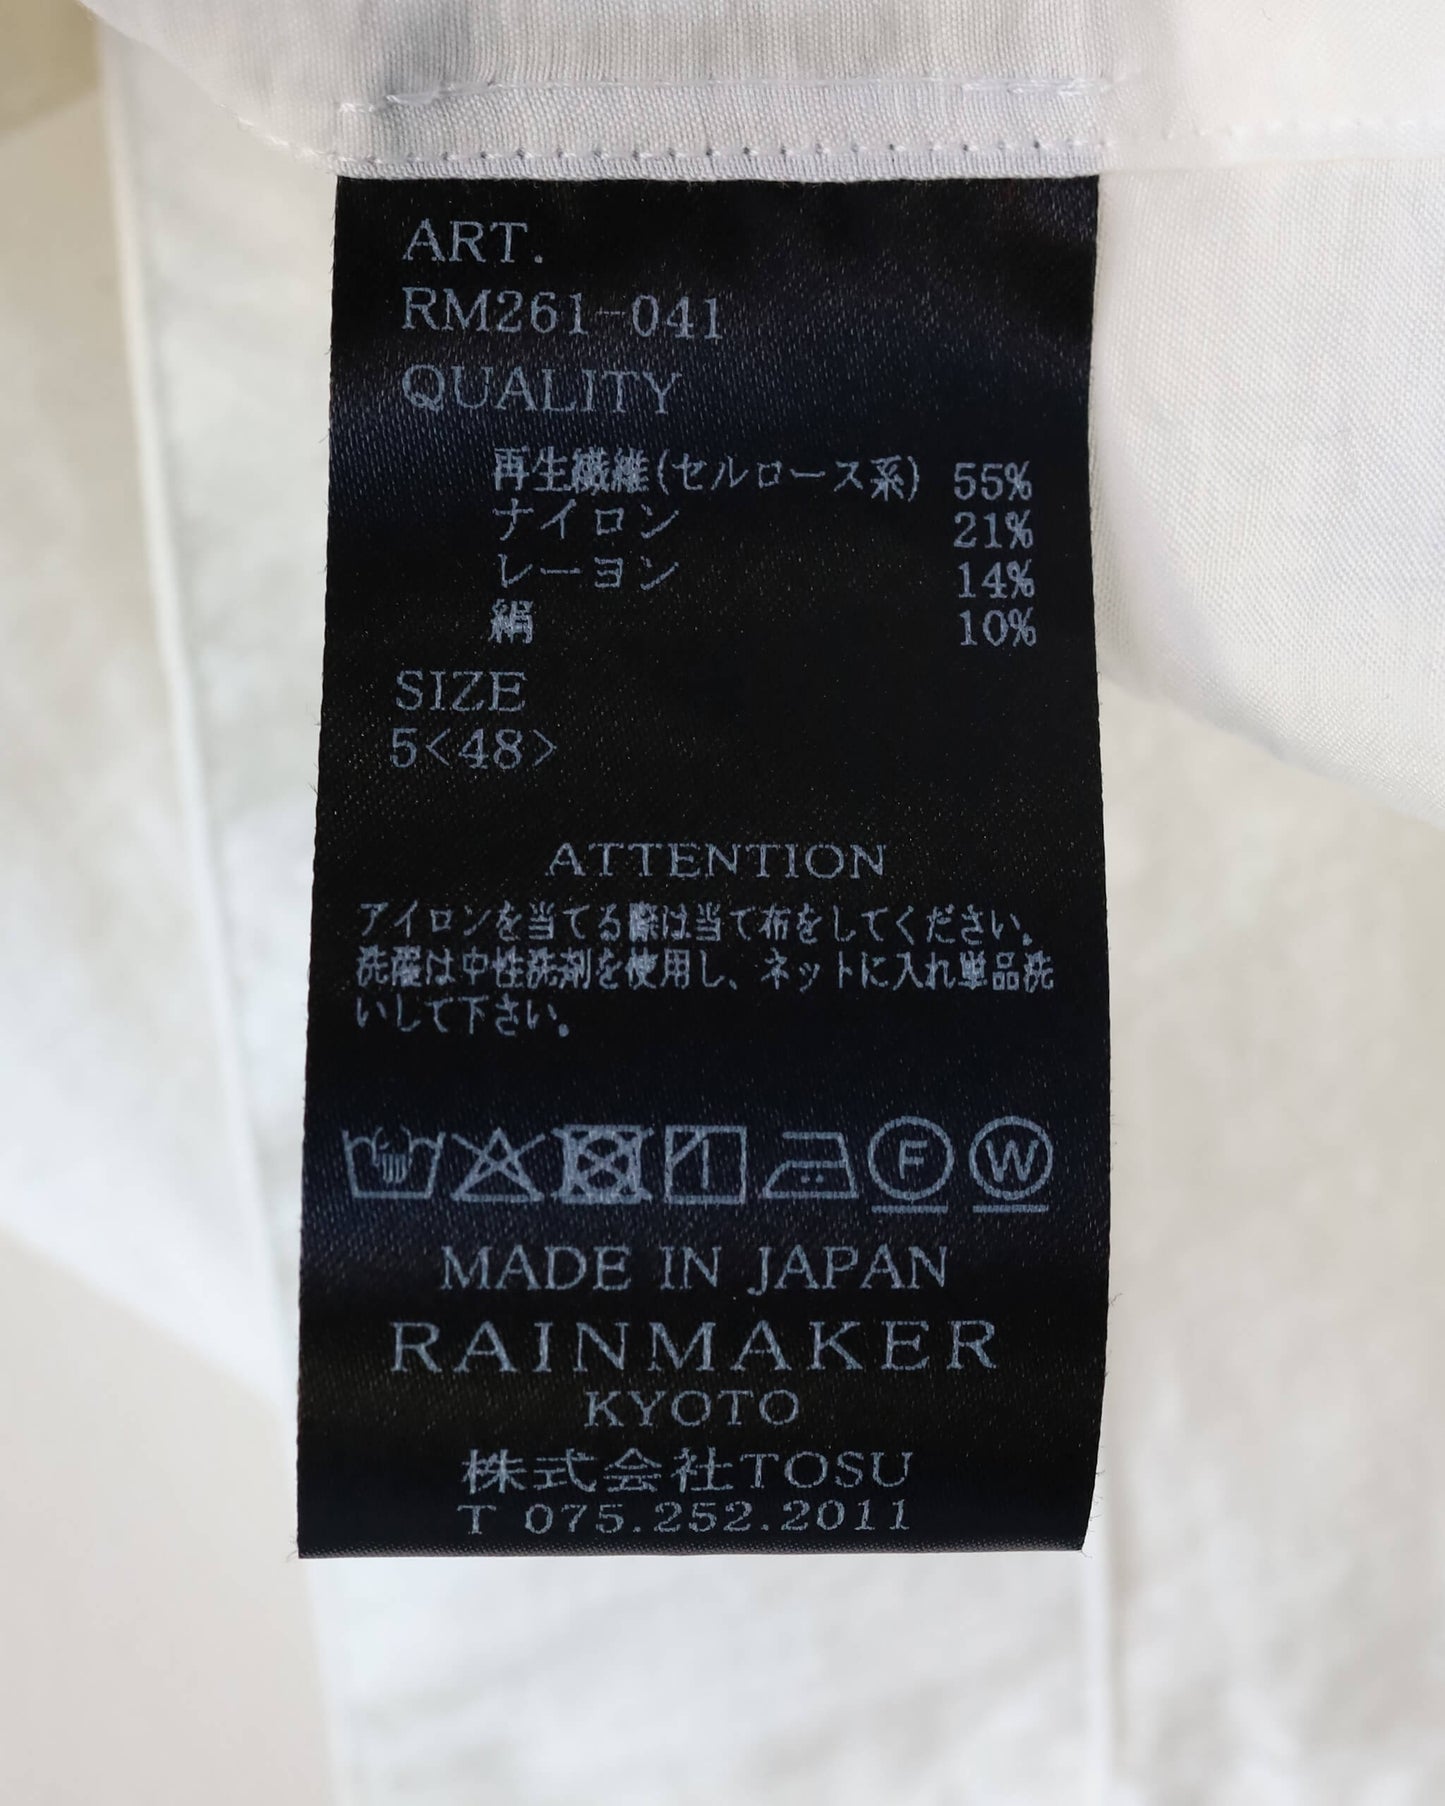 ART.
RM261-041
QUALITY
再生繊維(セルロース系) 55%
ナイロン 21%
レーヨン 14%
絹 10%
SIZE
5<48>
ATTENTION
アイロンを当てる際は当て布をしてください。
洗濯は中性洗剤を使用し、ネットに入れ単品洗
いして下さい。
F W
MADE IN JAPAN
RAINMAKER
KYOTO
株式会社TOSU
T 075.252.2011